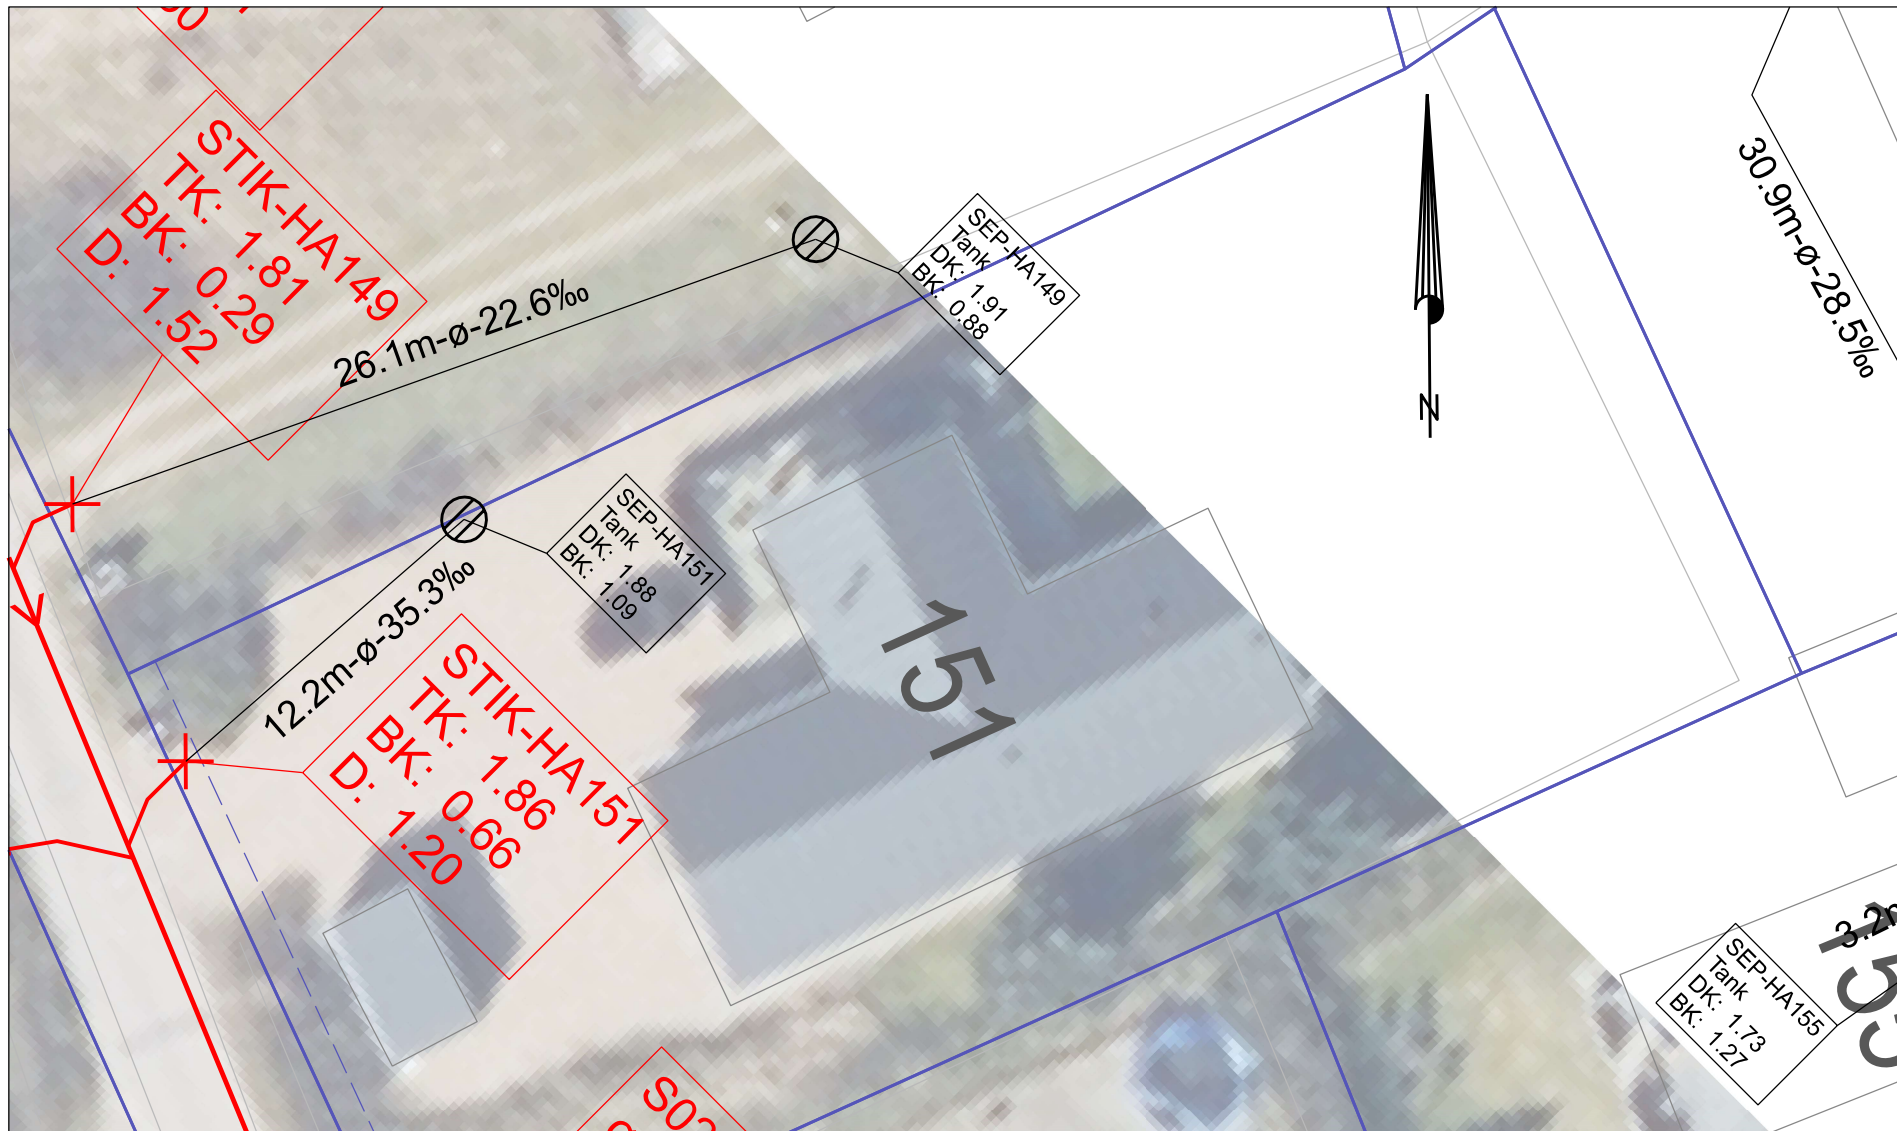 STIK-HA149
TK: 1.81
BK: 0.29
D: 1.52
26.1m-ø-22.6‰
SEP-HA149
Tank
DK: 1.91
BK: 0.88
30.9m-ø-28.5‰
N
SEP-HA151
Tank
DK: 1.88
BK: 1.09
12.2m-ø-35.3‰
STIK-HA151
TK: 1.86
BK: 0.66
D: 1.20
151
SEP-HA155
Tank
DK: 1.73
BK: 1.27
3.2m